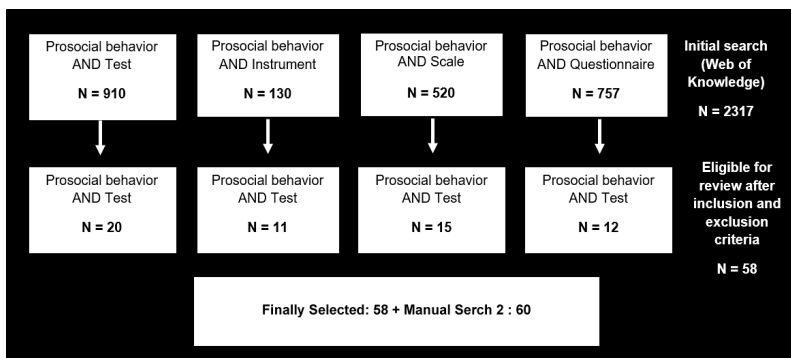 Prosocial behavior
AND Test
N = 910
Prosocial behavior
AND Instrument
N = 130
Prosocial behavior
AND Scale
N = 520
Prosocial behavior
AND Questionnaire
N = 757
Initial search
(Web of
Knowledge)
N = 2317
Prosocial behavior
AND Test
N = 20
Prosocial behavior
AND Test
N = 11
Prosocial behavior
AND Test
N = 15
Prosocial behavior
AND Test
N = 12
Eligible for
review after
inclusion and
exclusion
criteria
N = 58
Finally Selected: 58 + Manual Serch 2 : 60